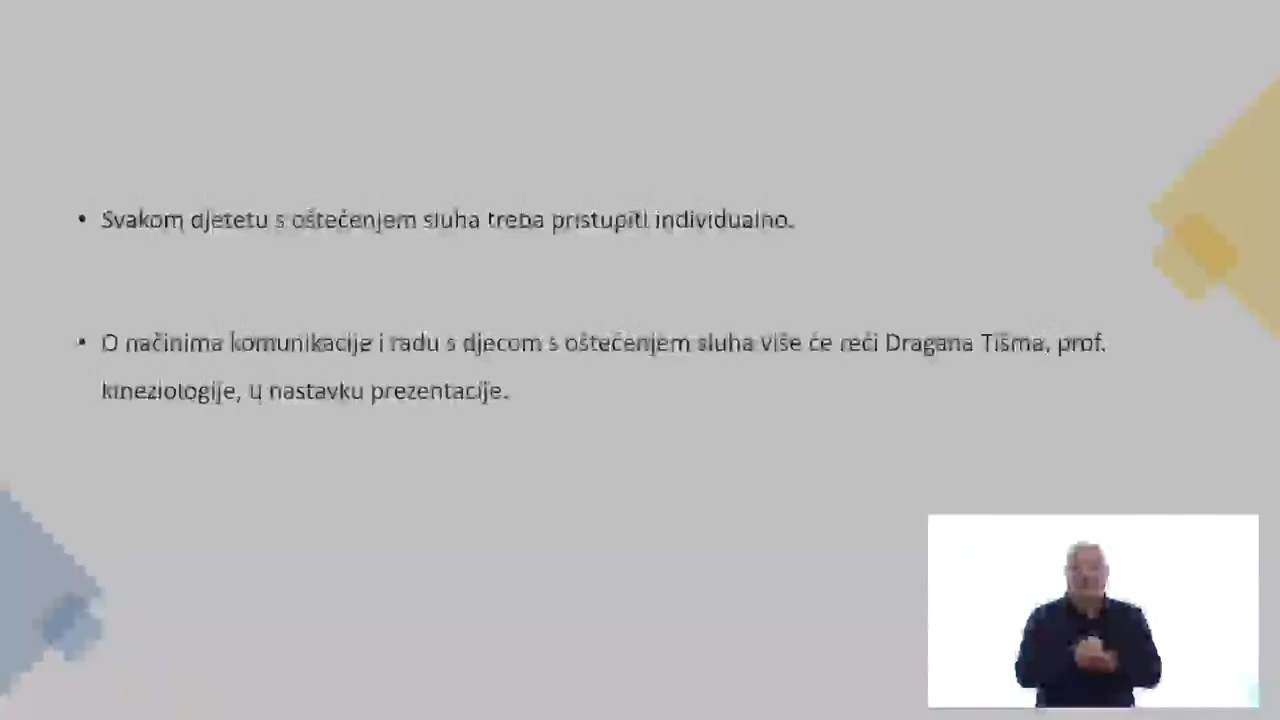 • Svakom djetetu s oštećenjem sluha treba pristupiti individualno.
• O načinima komunikacije i radu s djecom s oštećenjem sluha više će reći Dragana Tišma, prof.
kineziologije, u nastavku prezentacije.